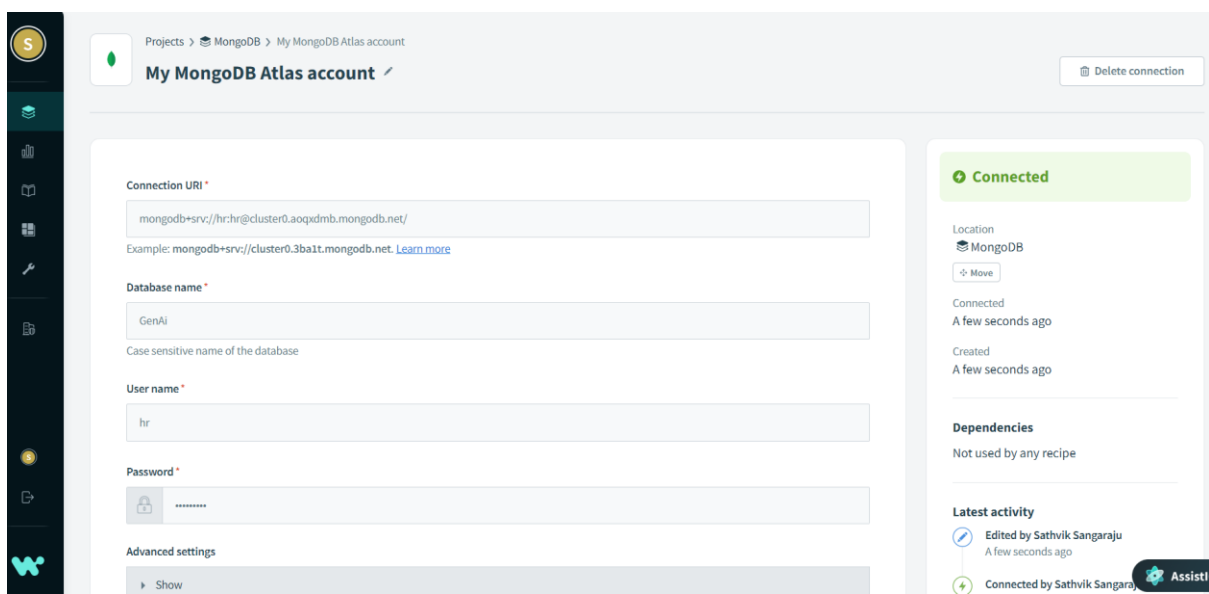 S
Projects > MongoDB > My MongoDB Atlas account
My MongoDB Atlas account
Delete connection
Connection URI *
mongodb+srv://hr:hr@cluster0.aoqxdmb.mongodb.net/
Example: mongodb+srv://cluster0.3ba1t.mongodb.net. Learn more
Database name *
GenAi
Case sensitive name of the database
User name *
hr
Password *
•••••••••
Advanced settings
Show
Connected
Location
MongoDB
Move
Connected
A few seconds ago
Created
A few seconds ago
Dependencies
Not used by any recipe
Latest activity
Edited by Sathvik Sangaraju
A few seconds ago
Connected by Sathvik Sangara
Assist
S